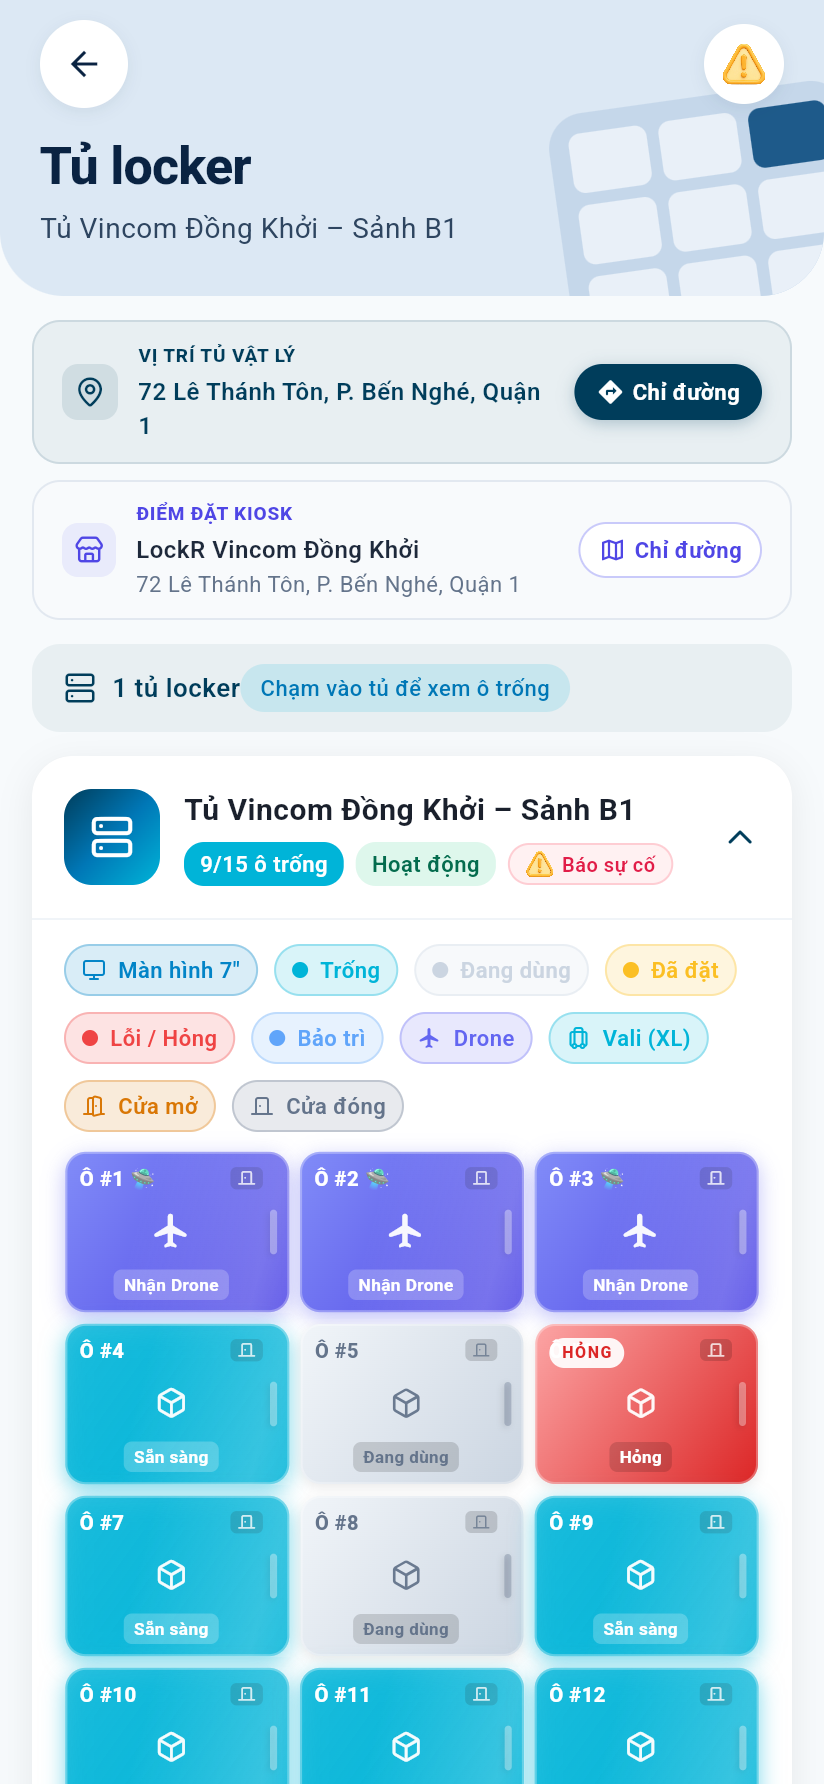 Tủ locker
Tủ Vincom Đồng Khởi – Sảnh B1
VỊ TRÍ TỦ VẬT LÝ
72 Lê Thánh Tôn, P. Bến Nghé, Quận
1
Chỉ đường
ĐIỂM ĐẶT KIOSK
LockR Vincom Đồng Khởi
72 Lê Thánh Tôn, P. Bến Nghé, Quận 1
Chỉ đường
1 tủ locker Chạm vào tủ để xem ô trống
Tủ Vincom Đồng Khởi – Sảnh B1
9/15 ô trống Hoạt động Báo sự cố
Màn hình 7" Trống Đang dùng Đã đặt
Lỗi / Hỏng Bảo trì Drone Vali (XL)
Cửa mở Cửa đóng
Ô #1 Ô #2 Ô #3
Nhận Drone Nhận Drone Nhận Drone
Ô #4 Ô #5 HỎNG
Sẵn sàng Đang dùng Hỏng
Ô #7 Ô #8 Ô #9
Sẵn sàng Đang dùng Sẵn sàng
Ô #10 Ô #11 Ô #12